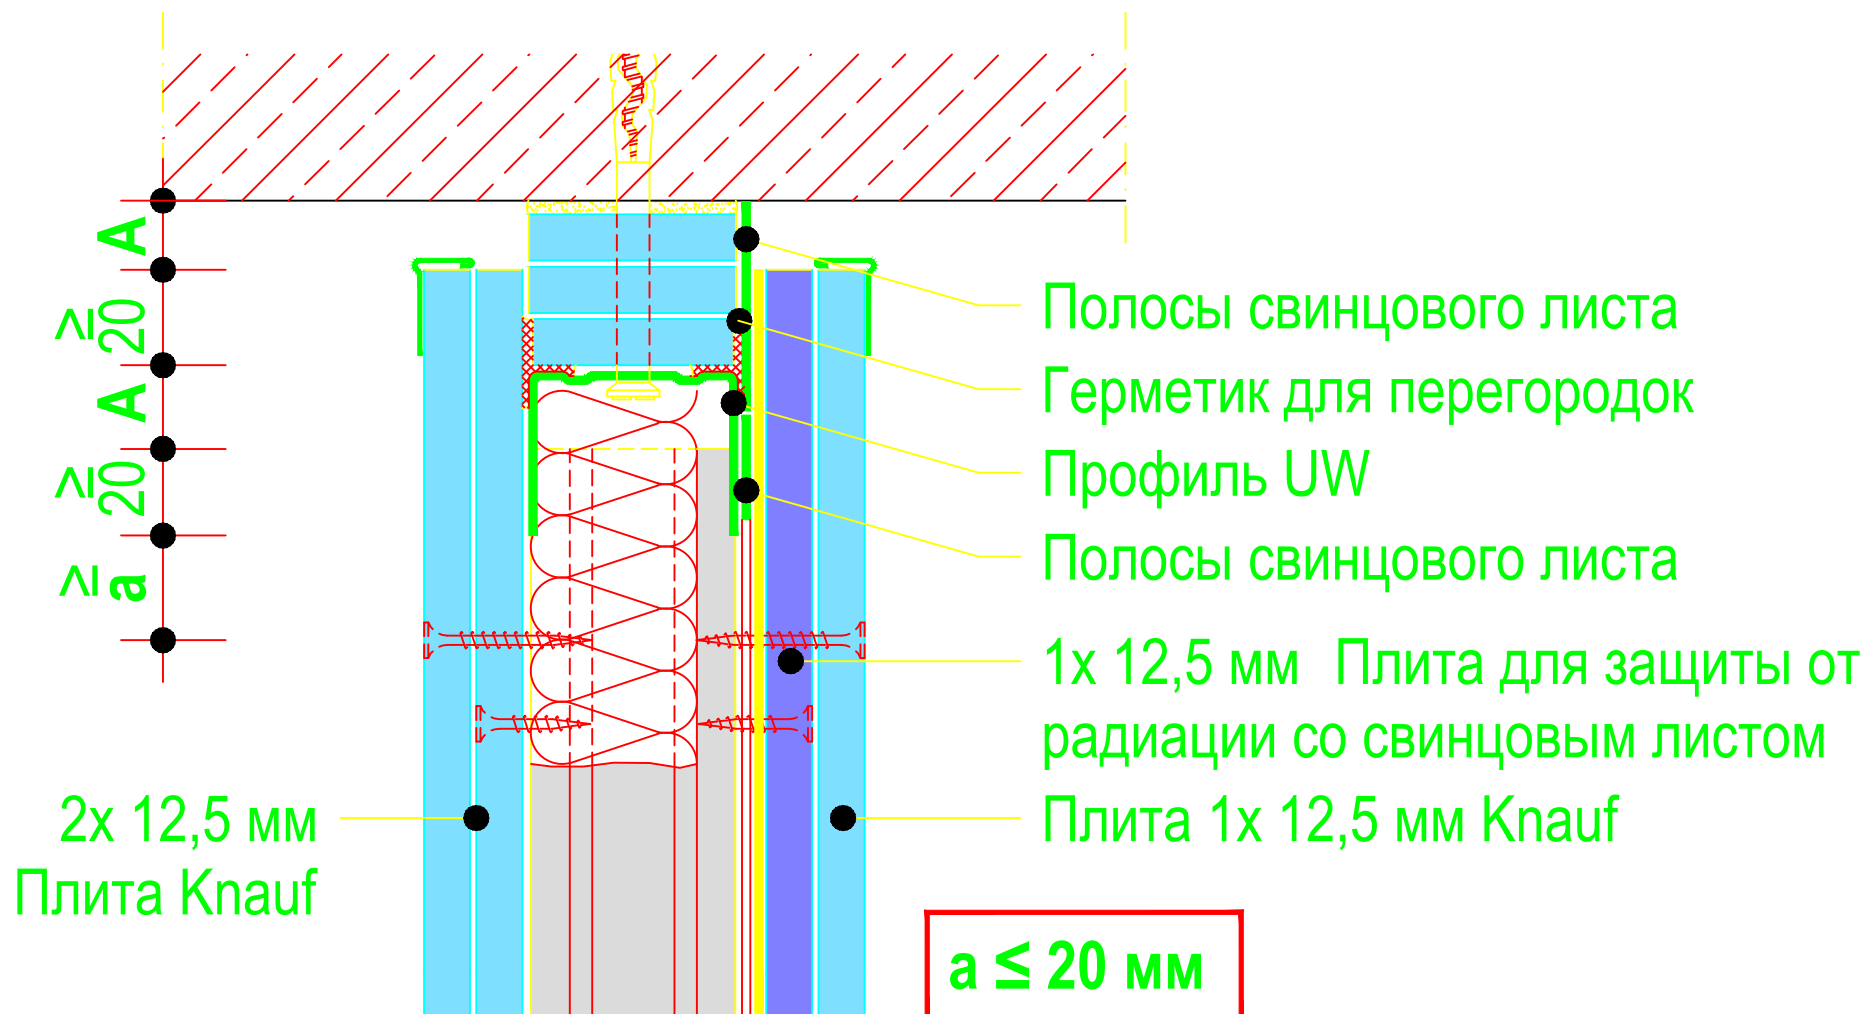 A
≥
20
A
≥
20
≥
a
Полосы свинцового листа
Герметик для перегородок
Профиль UW
Полосы свинцового листа
1x 12,5 мм Плита для защиты от
радиации со свинцовым листом
Плита 1x 12,5 мм Knauf
2x 12,5 мм
Плита Knauf
a ≤ 20 мм